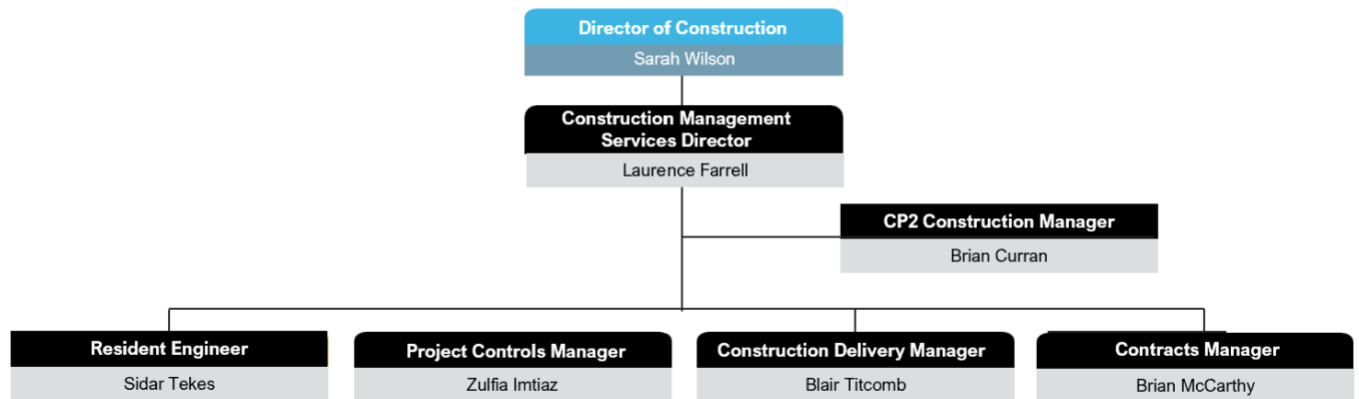 Director of Construction
Sarah Wilson
Construction Management
Services Director
Laurence Farrell
CP2 Construction Manager
Brian Curran
Resident Engineer
Sidar Tekes
Project Controls Manager
Zulfia Imtiaz
Construction Delivery Manager
Blair Titcomb
Contracts Manager
Brian McCarthy